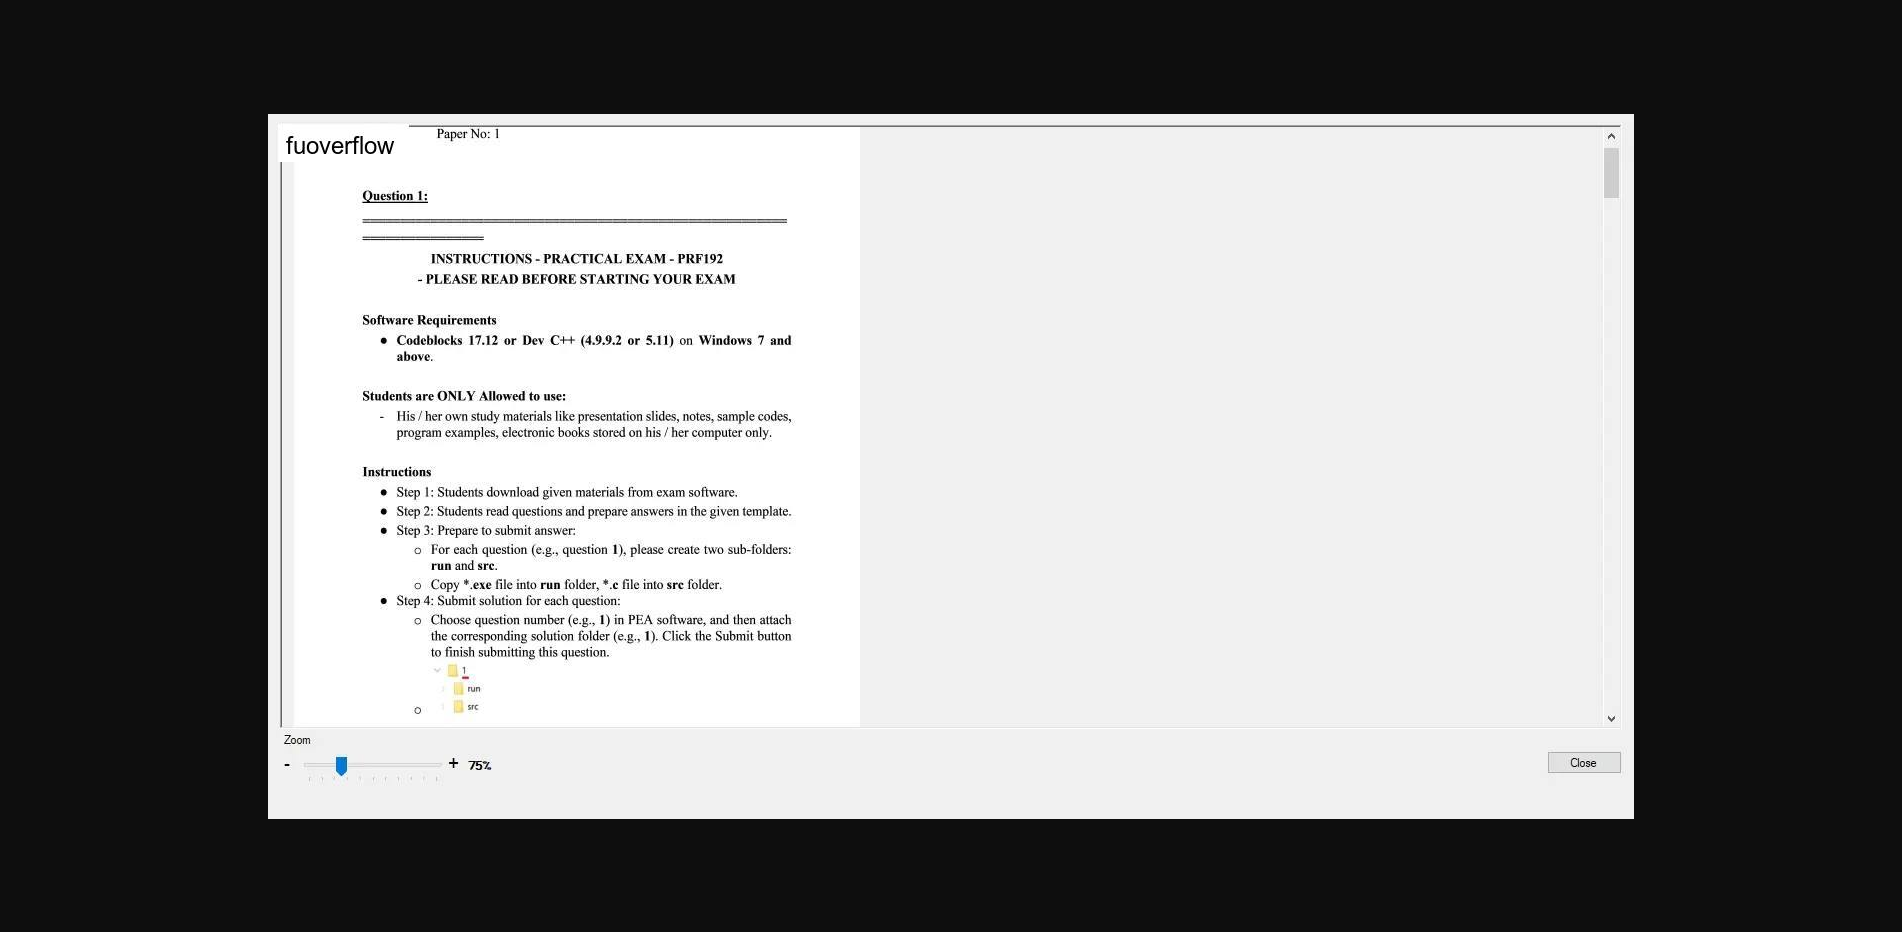 fuoverflow
Paper No: 1
Question 1:
INSTRUCTIONS - PRACTICAL EXAM - PRF192
- PLEASE READ BEFORE STARTING YOUR EXAM
Software Requirements
● Codeblocks 17.12 or Dev C++ (4.9.9.2 or 5.11) on Windows 7 and
above.
Students are ONLY Allowed to use:
- His / her own study materials like presentation slides, notes, sample codes,
program examples, electronic books stored on his / her computer only.
Instructions
● Step 1: Students download given materials from exam software.
● Step 2: Students read questions and prepare answers in the given template.
● Step 3: Prepare to submit answer:
o For each question (e.g., question 1), please create two sub-folders:
run and src.
o Copy *.exe file into run folder, *.c file into src folder.
● Step 4: Submit solution for each question:
o Choose question number (e.g., 1) in PEA software, and then attach
the corresponding solution folder (e.g., 1). Click the Submit button
to finish submitting this question.
1
run
src
o
Zoom
- + 75%
Close